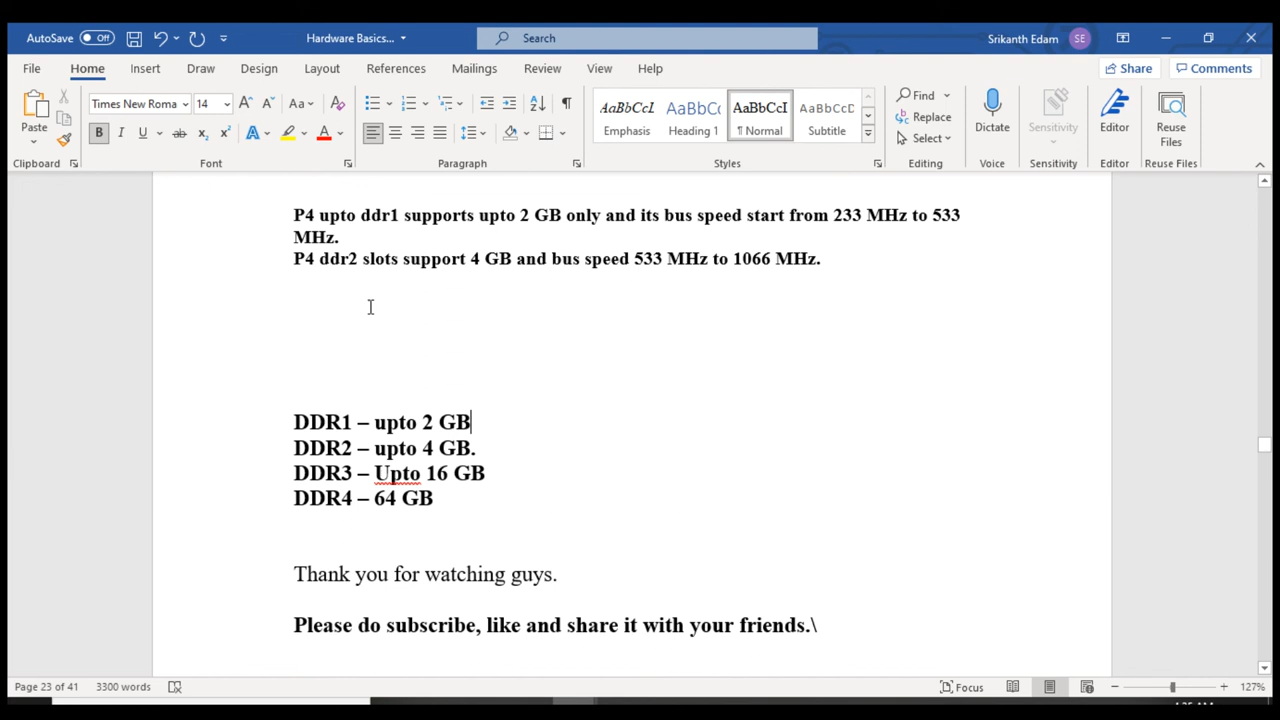 AutoSave Off Hardware Basics... Search Srikanth Edam SE
File Home Insert Draw Design Layout References Mailings Review View Help Share Comments
Times New Roma 14 Aa AaBbCcI AaBbCc AaBbCcI AaBbCcD Find
Paste B I U ab x₂ x² A A Emphasis Heading 1 ¶ Normal Subtitle Replace Select Dictate Sensitivity Editor Reuse Files
Clipboard Font Paragraph Styles Editing Voice Sensitivity Editor Reuse Files
P4 upto ddr1 supports upto 2 GB only and its bus speed start from 233 MHz to 533
MHz.
P4 ddr2 slots support 4 GB and bus speed 533 MHz to 1066 MHz.
DDR1 – upto 2 GB
DDR2 – upto 4 GB.
DDR3 – Upto 16 GB
DDR4 – 64 GB
Thank you for watching guys.
Please do subscribe, like and share it with your friends.\
Page 23 of 41 3300 words Focus 127%